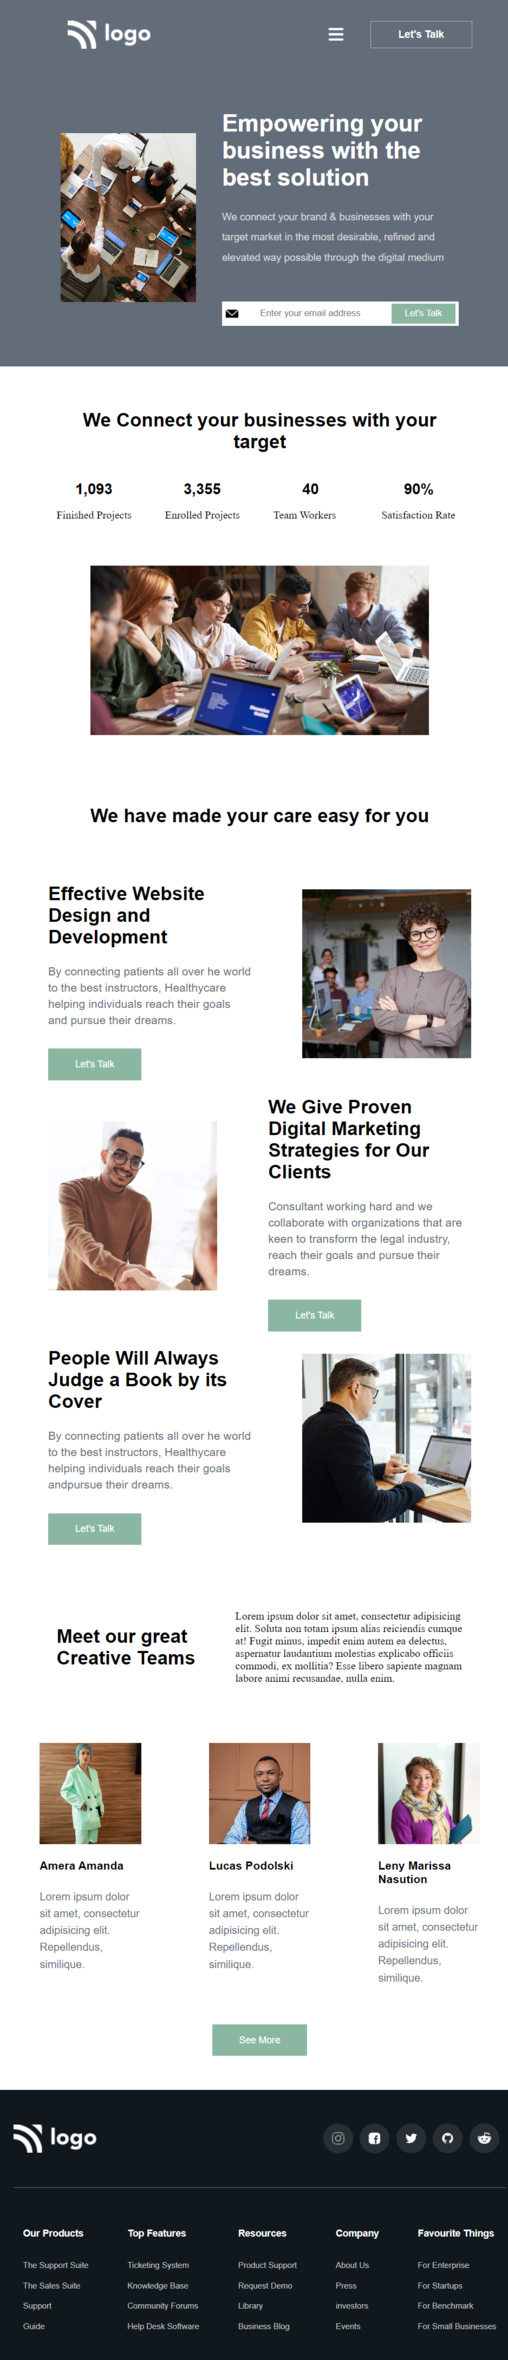 logo
Let's Talk
Empowering your
business with the
best solution
We connect your brand & businesses with your
target market in the most desirable, refined and
elevated way possible through the digital medium
Enter your email address
Let's Talk
We Connect your businesses with your
target
1,093
3,355
40
90%
Finished Projects
Enrolled Projects
Team Workers
Satisfaction Rate
We have made your care easy for you
Effective Website
Design and
Development
By connecting patients all over he world
to the best instructors, Healthycare
helping individuals reach their goals
and pursue their dreams.
Let's Talk
We Give Proven
Digital Marketing
Strategies for Our
Clients
Consultant working hard and we
collaborate with organizations that are
keen to transform the legal industry,
reach their goals and pursue their
dreams.
Let's Talk
People Will Always
Judge a Book by its
Cover
By connecting patients all over he world
to the best instructors, Healthycare
helping individuals reach their goals
andpursue their dreams.
Let's Talk
Meet our great
Creative Teams
Lorem ipsum dolor sit amet, consectetur adipisicing
elit. Soluta non totam ipsum alias reiciendis cumque
at! Fugit minus, impedit enim autem ea delectus,
aspernatur laudantium molestias explicabo officiis
commodi, ex mollitia? Esse libero sapiente magnam
labore animi recusandae, nulla enim.
Amera Amanda
Lorem ipsum dolor
sit amet, consectetur
adipisicing elit.
Repellendus,
similique.
Lucas Podolski
Lorem ipsum dolor
sit amet, consectetur
adipisicing elit.
Repellendus,
similique.
Leny Marissa
Nasution
Lorem ipsum dolor
sit amet, consectetur
adipisicing elit.
Repellendus,
similique.
See More
logo
Our Products
The Support Suite
The Sales Suite
Support
Guide
Top Features
Ticketing System
Knowledge Base
Community Forums
Help Desk Software
Resources
Product Support
Request Demo
Library
Business Blog
Company
About Us
Press
investors
Events
Favourite Things
For Enterprise
For Startups
For Benchmark
For Small Businesses